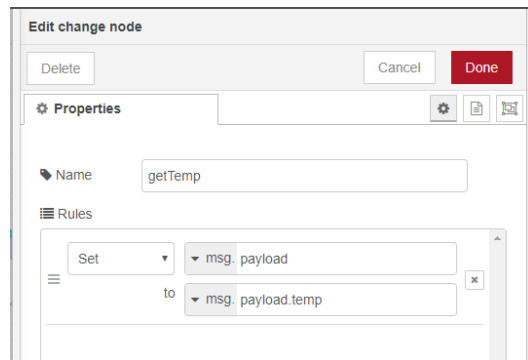 Edit change node
Delete Cancel Done
Properties
Name getTemp
Rules
Set msg. payload
to msg. payload.temp